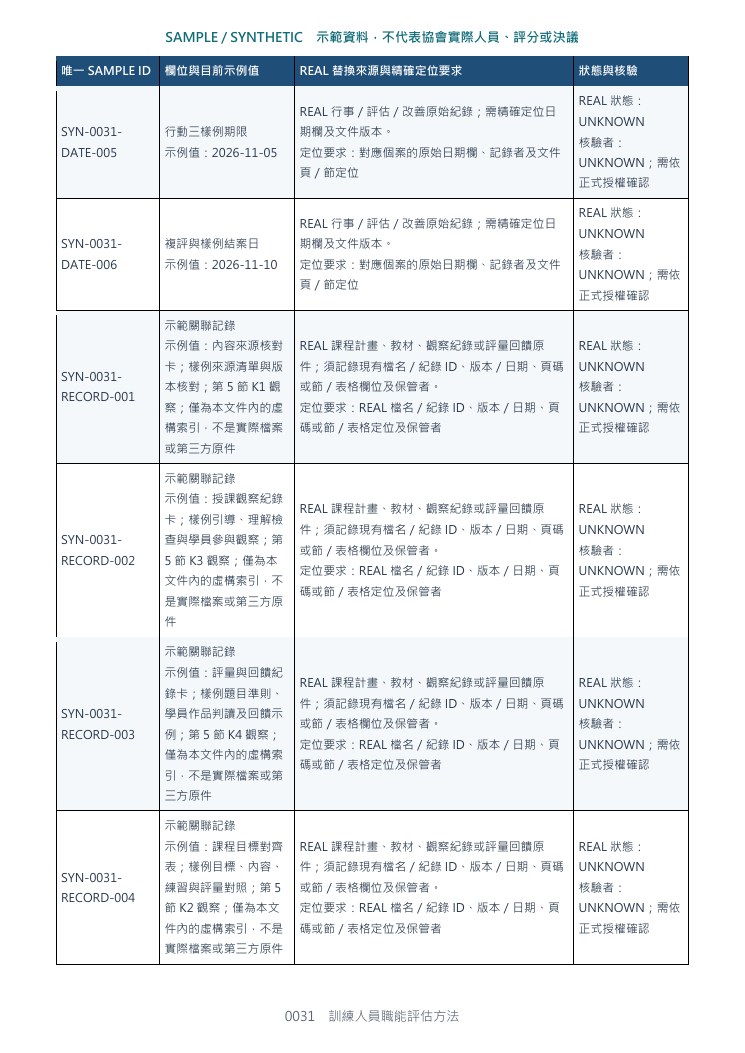 SAMPLE / SYNTHETIC　示範資料，不代表協會實際人員、評分或決議
唯一 SAMPLE ID
欄位與目前示例值
REAL 替換來源與精確定位要求
狀態與核驗
SYN-0031-
DATE-005
行動三樣例期限
示例值：2026-11-05
REAL 行事 / 評估 / 改善原始紀錄；需精確定位日
期欄及文件版本。
定位要求：對應個案的原始日期欄、記錄者及文件
頁 / 節定位
REAL 狀態：
UNKNOWN
核驗者：
UNKNOWN；需依
正式授權確認
SYN-0031-
DATE-006
複評與樣例結案日
示例值：2026-11-10
REAL 行事 / 評估 / 改善原始紀錄；需精確定位日
期欄及文件版本。
定位要求：對應個案的原始日期欄、記錄者及文件
頁 / 節定位
REAL 狀態：
UNKNOWN
核驗者：
UNKNOWN；需依
正式授權確認
SYN-0031-
RECORD-001
示範關聯記錄
示例值：內容來源核對
卡；樣例來源清單與版
本核對；第 5 節 K1 觀
察；僅為本文件內的虛
構索引，不是實際檔案
或第三方原件
REAL 課程計畫、教材、觀察紀錄或評量回饋原
件；須記錄現有檔名 / 紀錄 ID、版本 / 日期、頁碼
或節 / 表格欄位及保管者。
定位要求：REAL 檔名 / 紀錄 ID、版本 / 日期、頁
碼或節 / 表格定位及保管者
REAL 狀態：
UNKNOWN
核驗者：
UNKNOWN；需依
正式授權確認
SYN-0031-
RECORD-002
示範關聯記錄
示例值：授課觀察紀錄
卡；樣例引導、理解檢
查與學員參與觀察；第
5 節 K3 觀察；僅為本
文件內的虛構索引，不
是實際檔案或第三方原
件
REAL 課程計畫、教材、觀察紀錄或評量回饋原
件；須記錄現有檔名 / 紀錄 ID、版本 / 日期、頁碼
或節 / 表格欄位及保管者。
定位要求：REAL 檔名 / 紀錄 ID、版本 / 日期、頁
碼或節 / 表格定位及保管者
REAL 狀態：
UNKNOWN
核驗者：
UNKNOWN；需依
正式授權確認
SYN-0031-
RECORD-003
示範關聯記錄
示例值：評量與回饋紀
錄卡；樣例題目準則、
學員作品判讀及回饋示
例；第 5 節 K4 觀察；
僅為本文件內的虛構索
引，不是實際檔案或第
三方原件
REAL 課程計畫、教材、觀察紀錄或評量回饋原
件；須記錄現有檔名 / 紀錄 ID、版本 / 日期、頁碼
或節 / 表格欄位及保管者。
定位要求：REAL 檔名 / 紀錄 ID、版本 / 日期、頁
碼或節 / 表格定位及保管者
REAL 狀態：
UNKNOWN
核驗者：
UNKNOWN；需依
正式授權確認
SYN-0031-
RECORD-004
示範關聯記錄
示例值：課程目標對齊
表；樣例目標、內容、
練習與評量對照；第 5
節 K2 觀察；僅為本文
件內的虛構索引，不是
實際檔案或第三方原件
REAL 課程計畫、教材、觀察紀錄或評量回饋原
件；須記錄現有檔名 / 紀錄 ID、版本 / 日期、頁碼
或節 / 表格欄位及保管者。
定位要求：REAL 檔名 / 紀錄 ID、版本 / 日期、頁
碼或節 / 表格定位及保管者
REAL 狀態：
UNKNOWN
核驗者：
UNKNOWN；需依
正式授權確認
0031　訓練人員職能評估方法